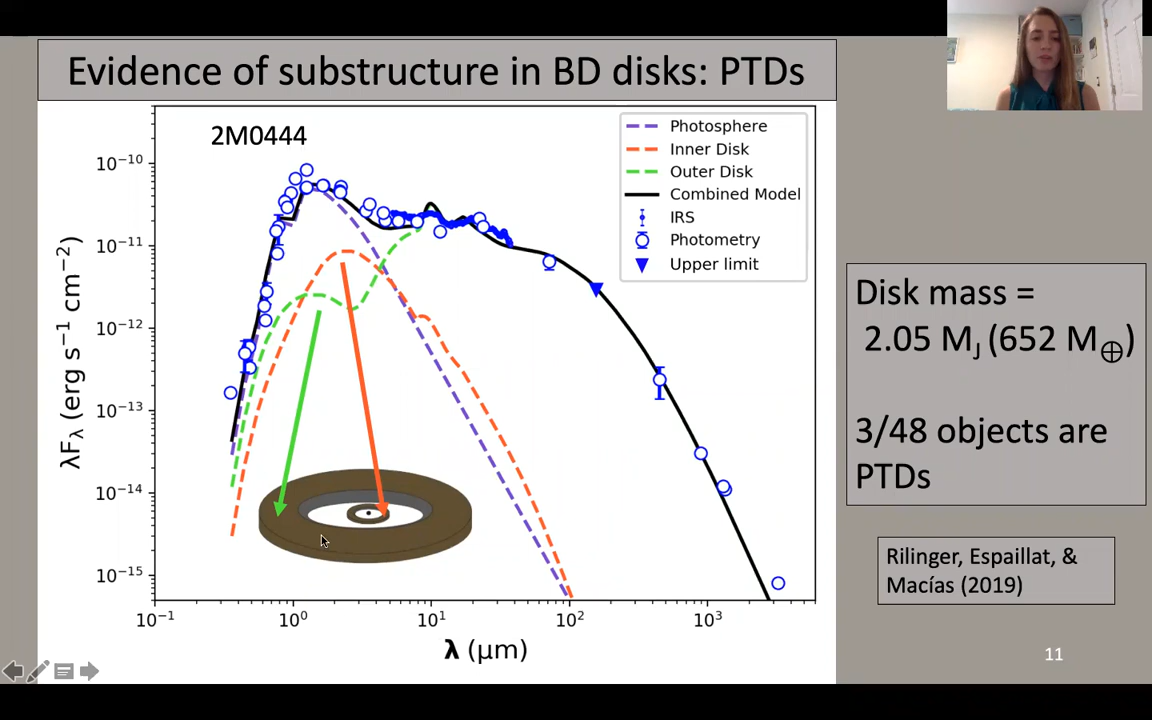 Evidence of substructure in BD disks: PTDs
2M0444
Photosphere
Inner Disk
Outer Disk
Combined Model
IRS
Photometry
Upper limit
10⁻¹⁰
10⁻¹¹
10⁻¹²
10⁻¹³
10⁻¹⁴
10⁻¹⁵
λFλ (erg s⁻¹ cm⁻²)
10⁻¹ 10⁰ 10¹ 10² 10³
λ (μm)
Disk mass =
2.05 MJ (652 M⊕)
3/48 objects are
PTDs
Rilinger, Espaillat, &
Macías (2019)
11